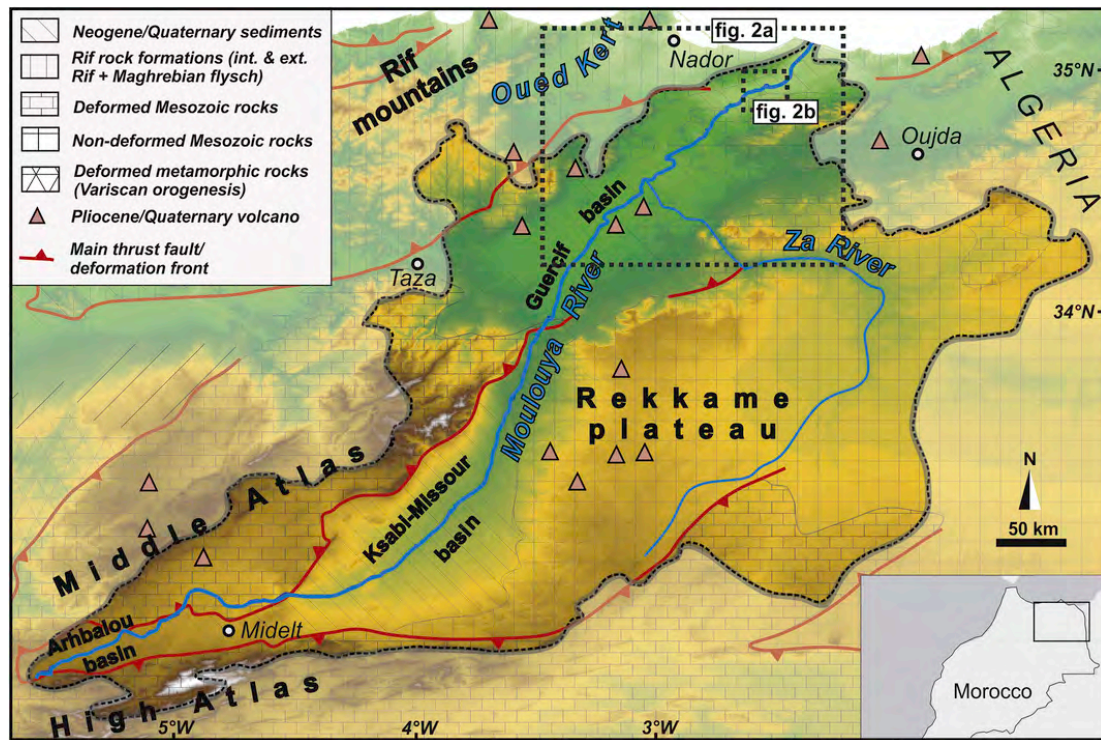 Neogene/Quaternary sediments
Rif rock formations (int. & ext.
Rif + Maghrebian flysch)
Deformed Mesozoic rocks
Non-deformed Mesozoic rocks
Deformed metamorphic rocks
(Variscan orogenesis)
Pliocene/Quaternary volcano
Main thrust fault/
deformation front
Rif
mountains
Oued Kert
Nador
fig. 2a
fig. 2b
ALGERIA
35°N
Oujda
Taza
Guercif
basin
Za River
34°N
Moulouya River
Rekkame
plateau
Middle Atlas
Ksabi-Missour
basin
N
50 km
Arhbalou
basin
Midelt
High Atlas
5°W
4°W
3°W
Morocco